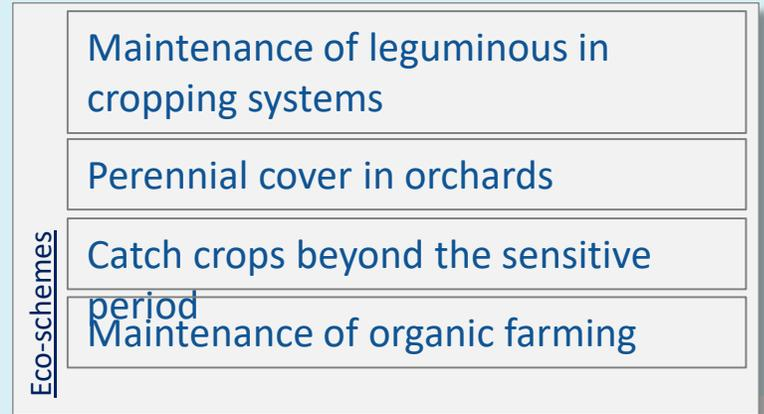 Eco-schemes
Maintenance of leguminous in
cropping systems
Perennial cover in orchards
Catch crops beyond the sensitive
period
Maintenance of organic farming